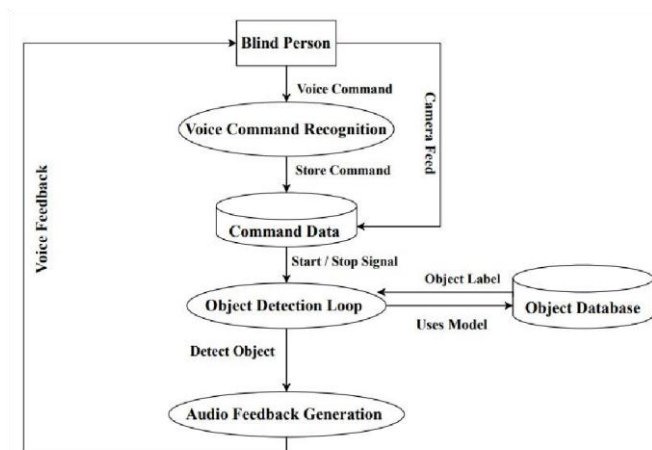 Blind Person
Voice Command
Voice Command Recognition
Camera Feed
Store Command
Voice Feedback
Command Data
Start / Stop Signal
Object Label
Object Detection Loop
Object Database
Uses Model
Detect Object
Audio Feedback Generation